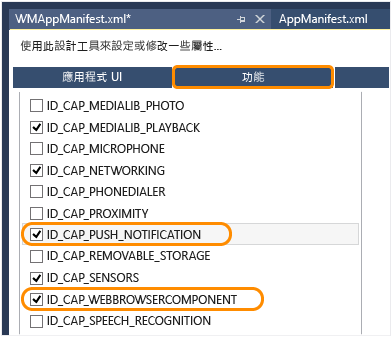 WMAppManifest.xml* AppManifest.xml
使用此設計工具來設定或修改一些屬性...
應用程式 UI 功能
ID_CAP_MEDIALIB_PHOTO
ID_CAP_MEDIALIB_PLAYBACK
ID_CAP_MICROPHONE
ID_CAP_NETWORKING
ID_CAP_PHONEDIALER
ID_CAP_PROXIMITY
ID_CAP_PUSH_NOTIFICATION
ID_CAP_REMOVABLE_STORAGE
ID_CAP_SENSORS
ID_CAP_WEBBROWSERCOMPONENT
ID_CAP_SPEECH_RECOGNITION